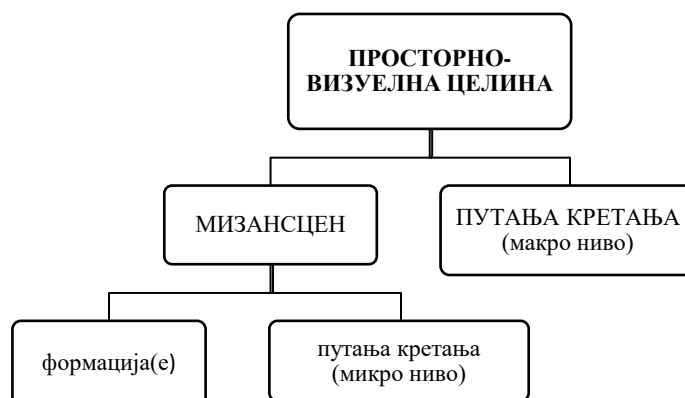 ПРОСТОРНО-
ВИЗУЕЛНА ЦЕЛИНА
МИЗАНСЦЕН
ПУТАЊА КРЕТАЊА
(макро ниво)
формација(е)
путања кретања
(микро ниво)